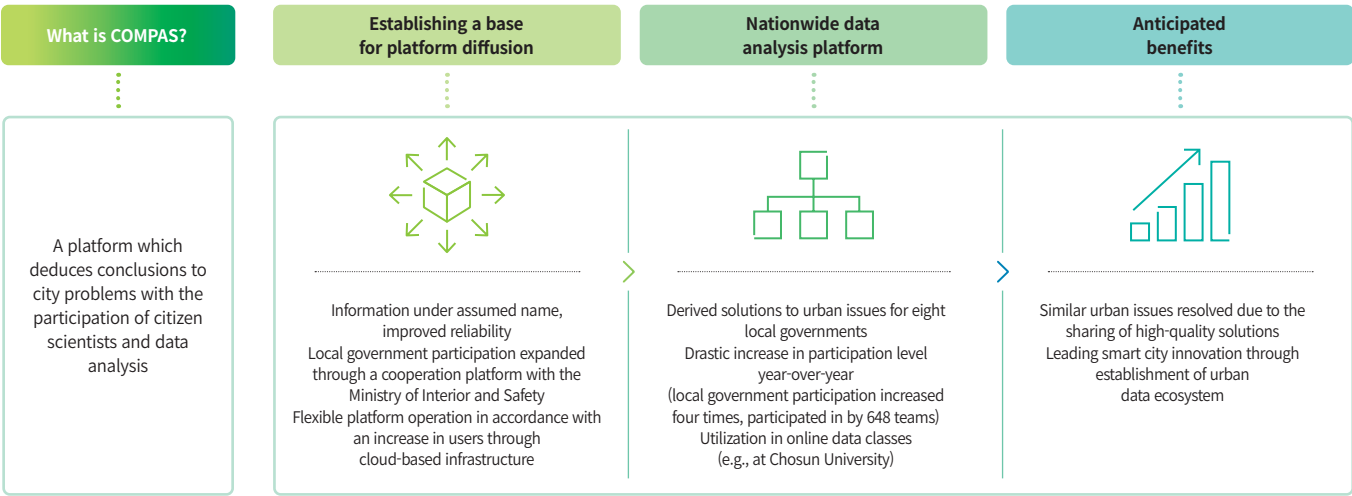 What is COMPAS?
A platform which
deduces conclusions to
city problems with the
participation of citizen
scientists and data
analysis
Establishing a base
for platform diffusion
Information under assumed name,
improved reliability
Local government participation expanded
through a cooperation platform with the
Ministry of Interior and Safety
Flexible platform operation in accordance with
an increase in users through
cloud-based infrastructure
Nationwide data
analysis platform
Derived solutions to urban issues for eight
local governments
Drastic increase in participation level
year-over-year
(local government participation increased
four times, participated in by 648 teams)
Utilization in online data classes
(e.g., at Chosun University)
Anticipated
benefits
Similar urban issues resolved due to the
sharing of high-quality solutions
Leading smart city innovation through
establishment of urban
data ecosystem